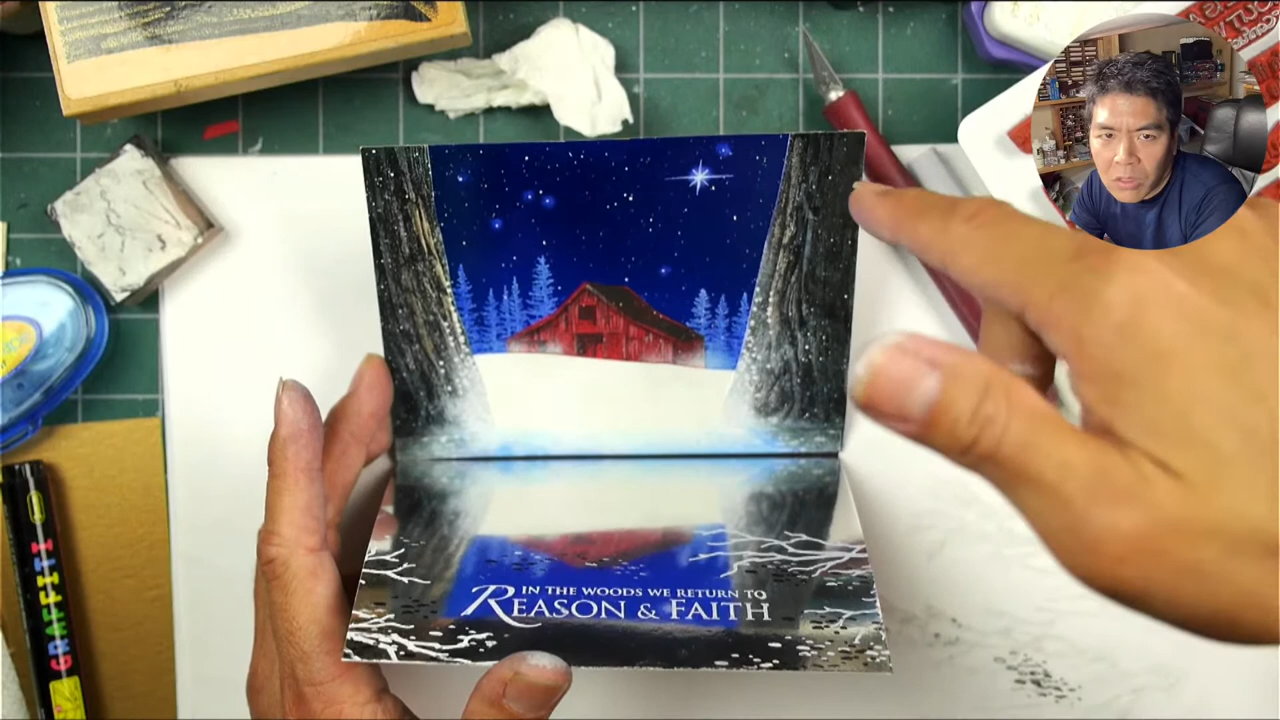 IN THE WOODS WE RETURN TO
REASON & FAITH
GRAFFITI